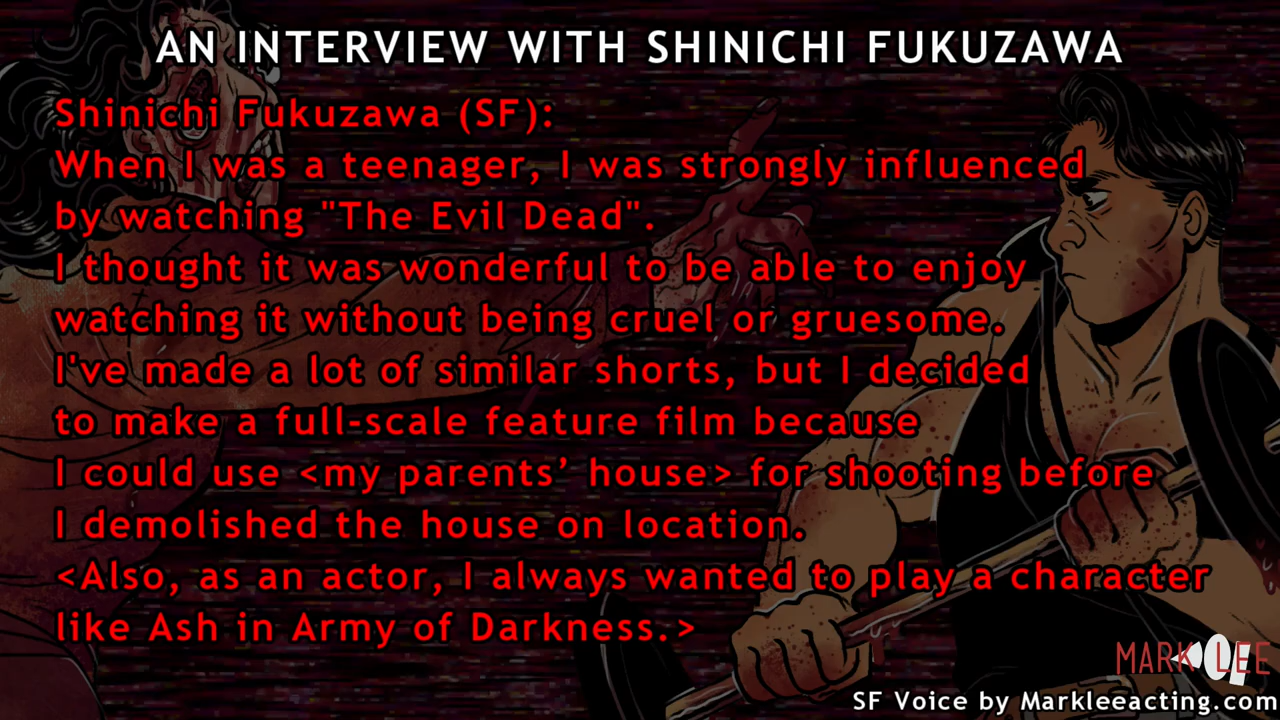 AN INTERVIEW WITH SHINICHI FUKUZAWA
Shinichi Fukuzawa (SF):
When I was a teenager, I was strongly influenced
by watching "The Evil Dead".
I thought it was wonderful to be able to enjoy
watching it without being cruel or gruesome.
I've made a lot of similar shorts, but I decided
to make a full-scale feature film because
I could use <my parents’ house> for shooting before
I demolished the house on location.
<Also, as an actor, I always wanted to play a character
like Ash in Army of Darkness.>
MARK LEE
SF Voice by Markleeacting.com